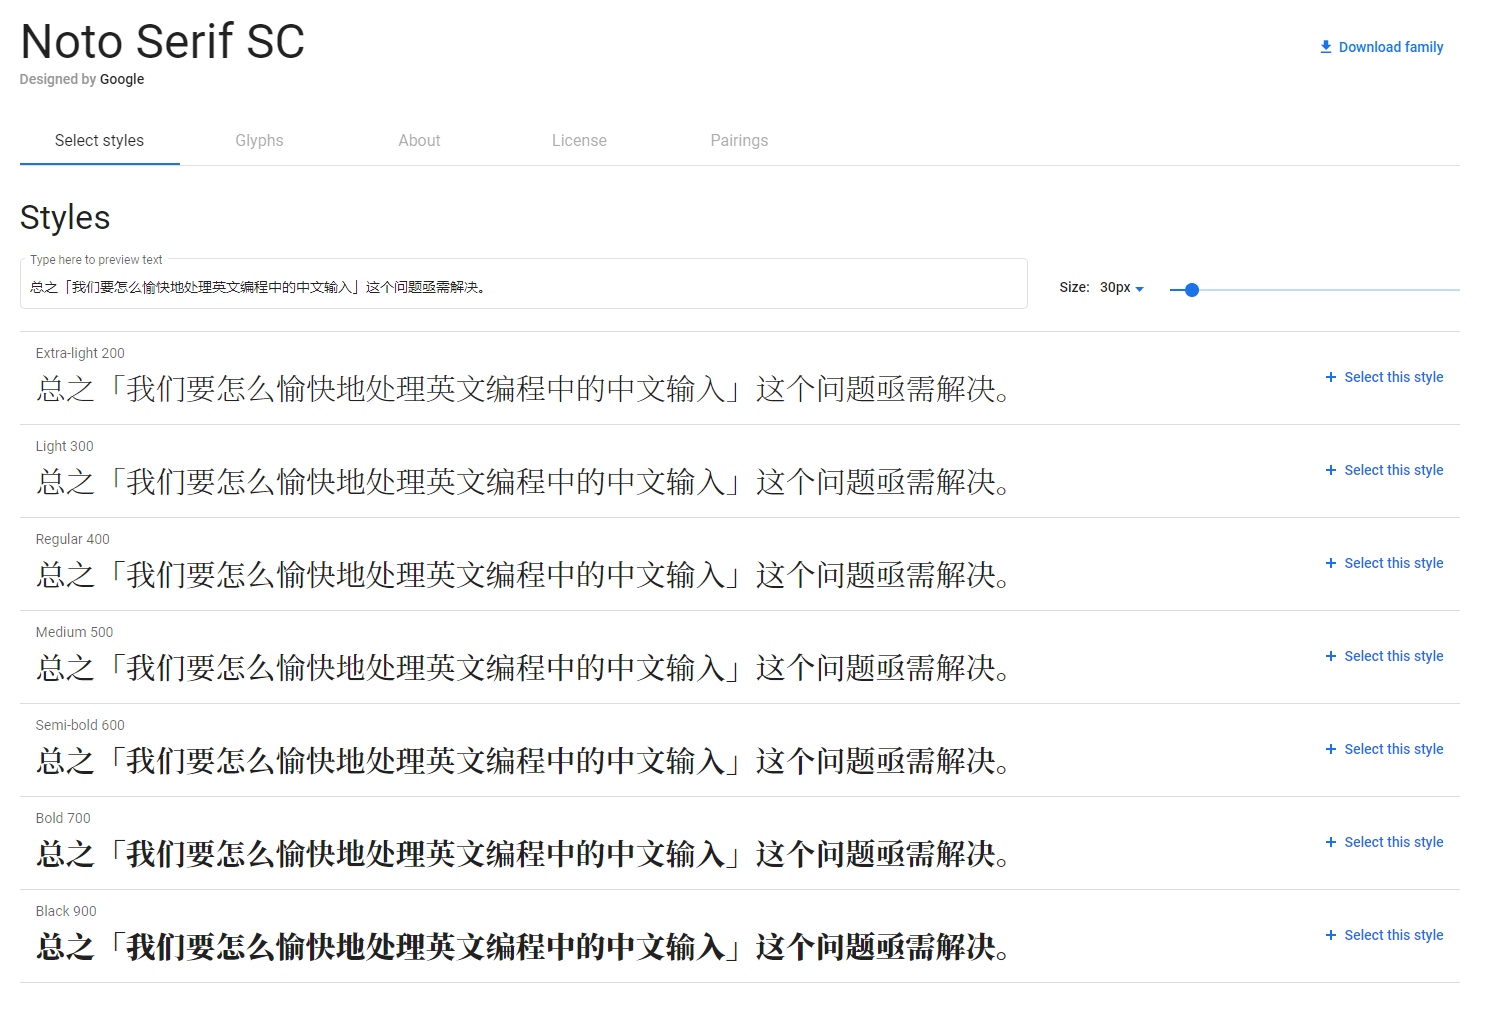 Noto Serif SC
Download family
Designed by Google
Select styles
Glyphs
About
License
Pairings
Styles
Type here to preview text
总之「我们要怎么愉快地处理英文编程中的中文输入」这个问题亟需解决。
Size: 30px
Extra-light 200
总之「我们要怎么愉快地处理英文编程中的中文输入」这个问题亟需解决。
+ Select this style
Light 300
总之「我们要怎么愉快地处理英文编程中的中文输入」这个问题亟需解决。
+ Select this style
Regular 400
总之「我们要怎么愉快地处理英文编程中的中文输入」这个问题亟需解决。
+ Select this style
Medium 500
总之「我们要怎么愉快地处理英文编程中的中文输入」这个问题亟需解决。
+ Select this style
Semi-bold 600
总之「我们要怎么愉快地处理英文编程中的中文输入」这个问题亟需解决。
+ Select this style
Bold 700
总之「我们要怎么愉快地处理英文编程中的中文输入」这个问题亟需解决。
+ Select this style
Black 900
总之「我们要怎么愉快地处理英文编程中的中文输入」这个问题亟需解决。
+ Select this style